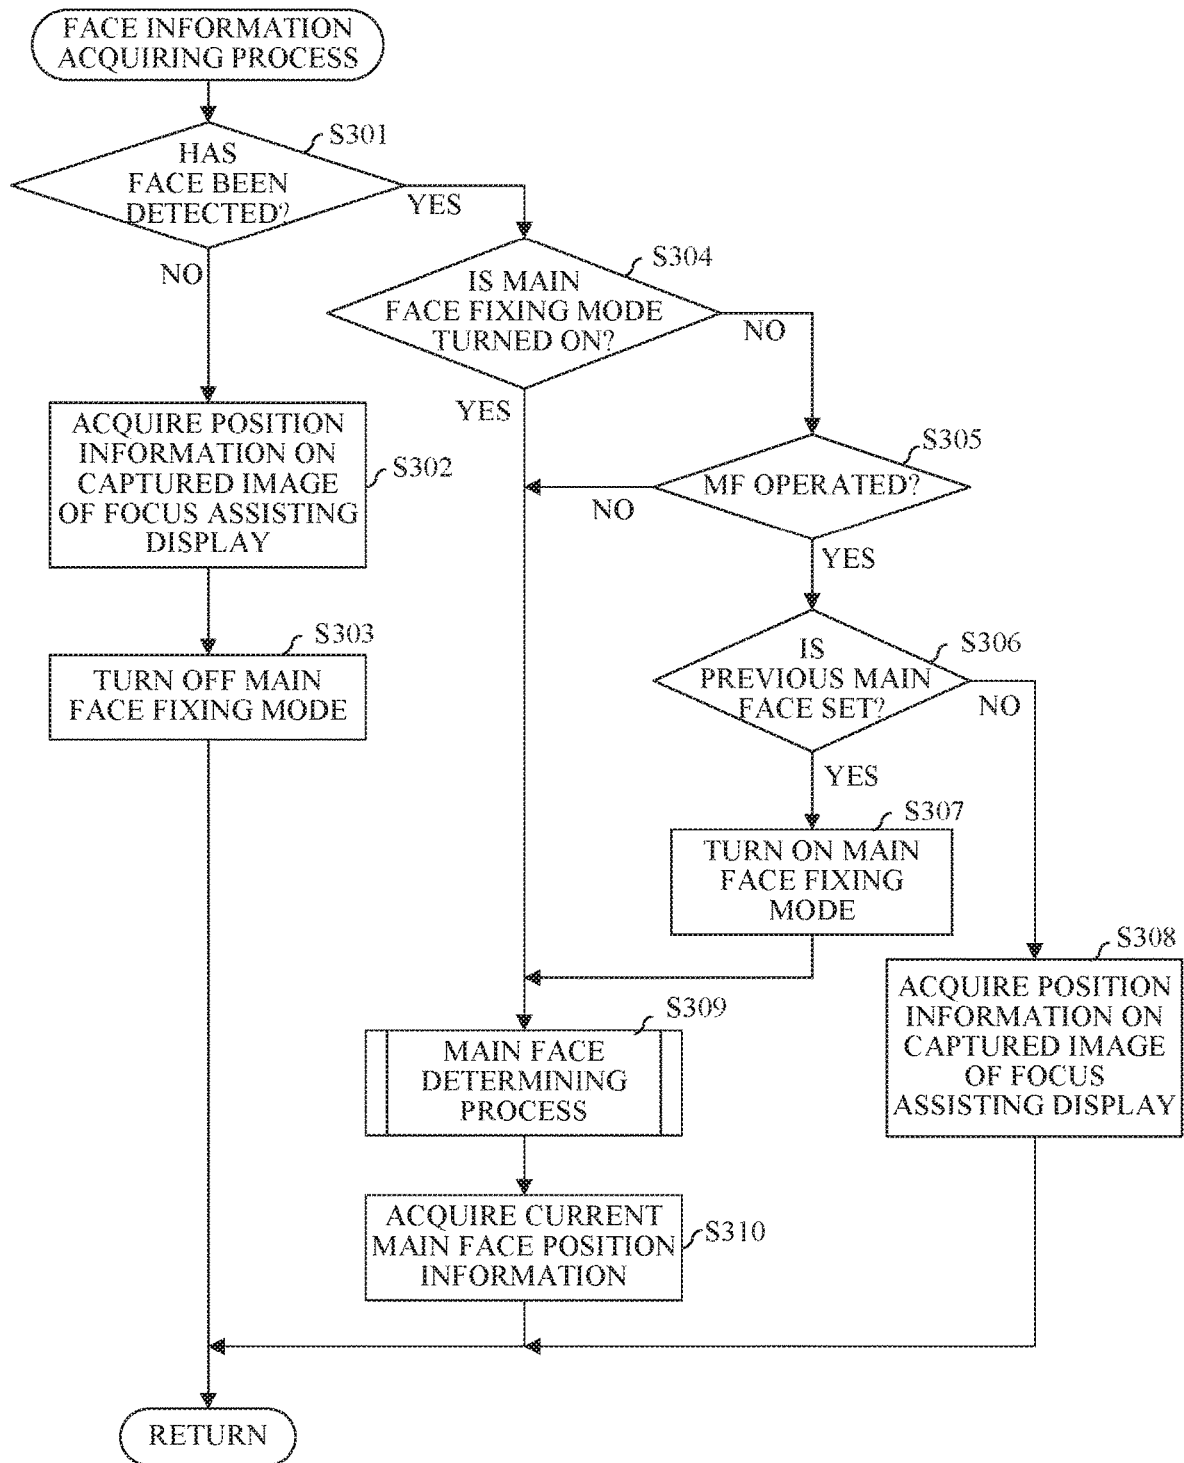 FACE INFORMATION
ACQUIRING PROCESS
S301
HAS
FACE BEEN
DETECTED?
YES
NO
S304
IS MAIN
FACE FIXING MODE
TURNED ON?
NO
YES
S302
ACQUIRE POSITION
INFORMATION ON
CAPTURED IMAGE
OF FOCUS ASSISTING
DISPLAY
S305
MF OPERATED?
NO
YES
S303
TURN OFF MAIN
FACE FIXING MODE
S306
IS
PREVIOUS MAIN
FACE SET?
NO
YES
S307
TURN ON MAIN
FACE FIXING
MODE
S308
ACQUIRE POSITION
INFORMATION ON
CAPTURED IMAGE
OF FOCUS
ASSISTING DISPLAY
S309
MAIN FACE
DETERMINING
PROCESS
S310
ACQUIRE CURRENT
MAIN FACE POSITION
INFORMATION
RETURN